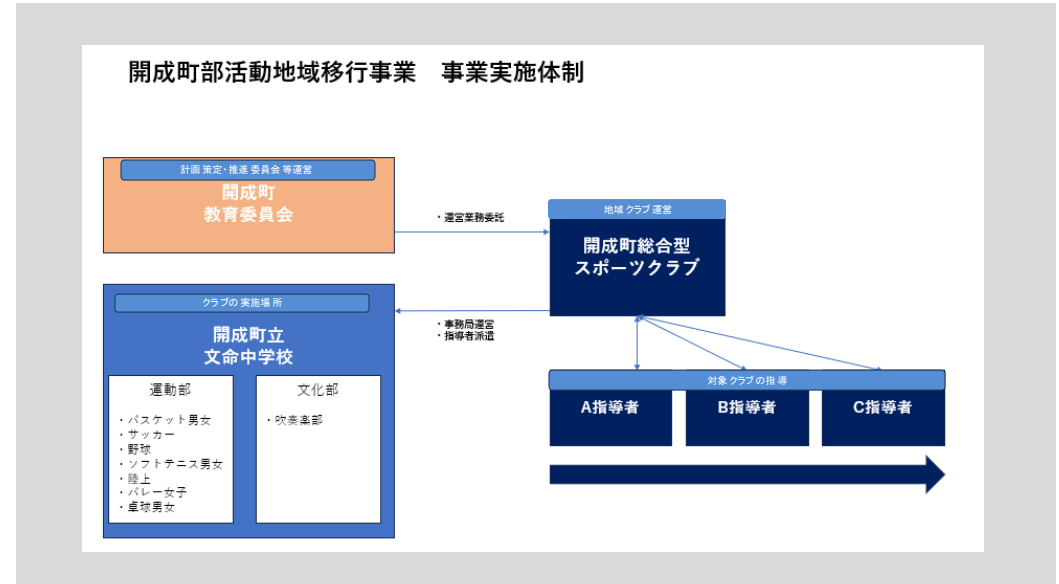 開成町部活動地域移行事業　事業実施体制
計画策定・推進委員会等運営
開成町
教育委員会
・運営業務委託
地域クラブ運営
開成町総合型
スポーツクラブ
クラブの実施場所
開成町立
文命中学校
・事務局運営
・指導者派遣
運動部
・バスケット男女
・サッカー
・野球
・ソフトテニス男女
・陸上
・バレー女子
・卓球男女
文化部
・吹奏楽部
対象クラブの指導
A指導者
B指導者
C指導者